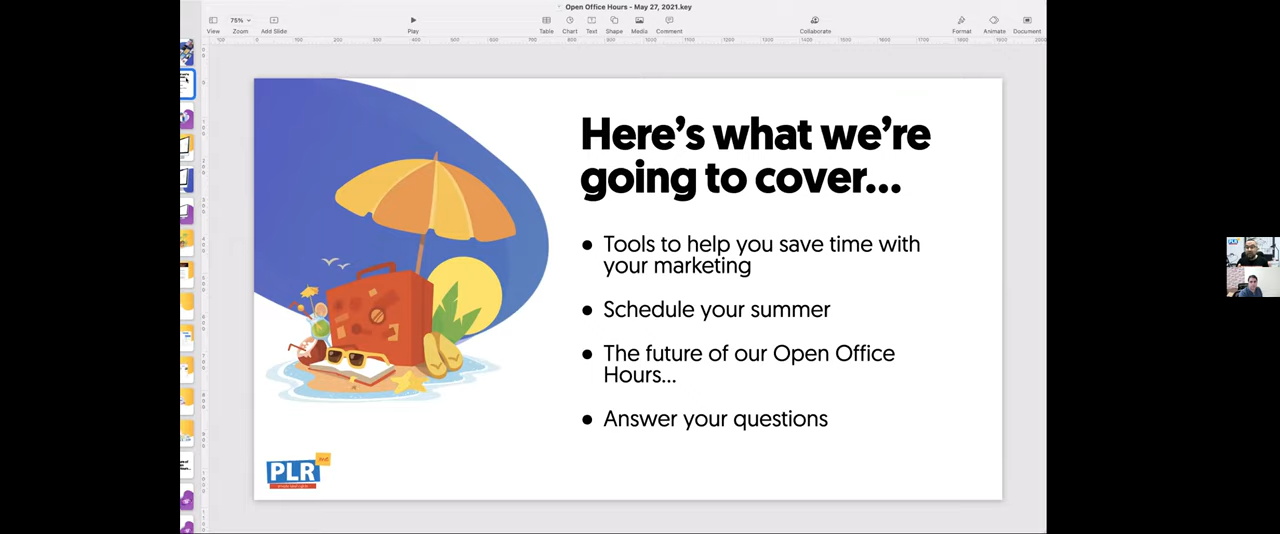 Open Office Hours - May 27, 2021.key
75%
View
Zoom
Add Slide
Play
Table
Chart
Text
Shape
Media
Comment
Collaborate
Format
Animate
Document
Here's what we're
going to cover...
● Tools to help you save time with
your marketing
● Schedule your summer
● The future of our Open Office
Hours...
● Answer your questions
PLR